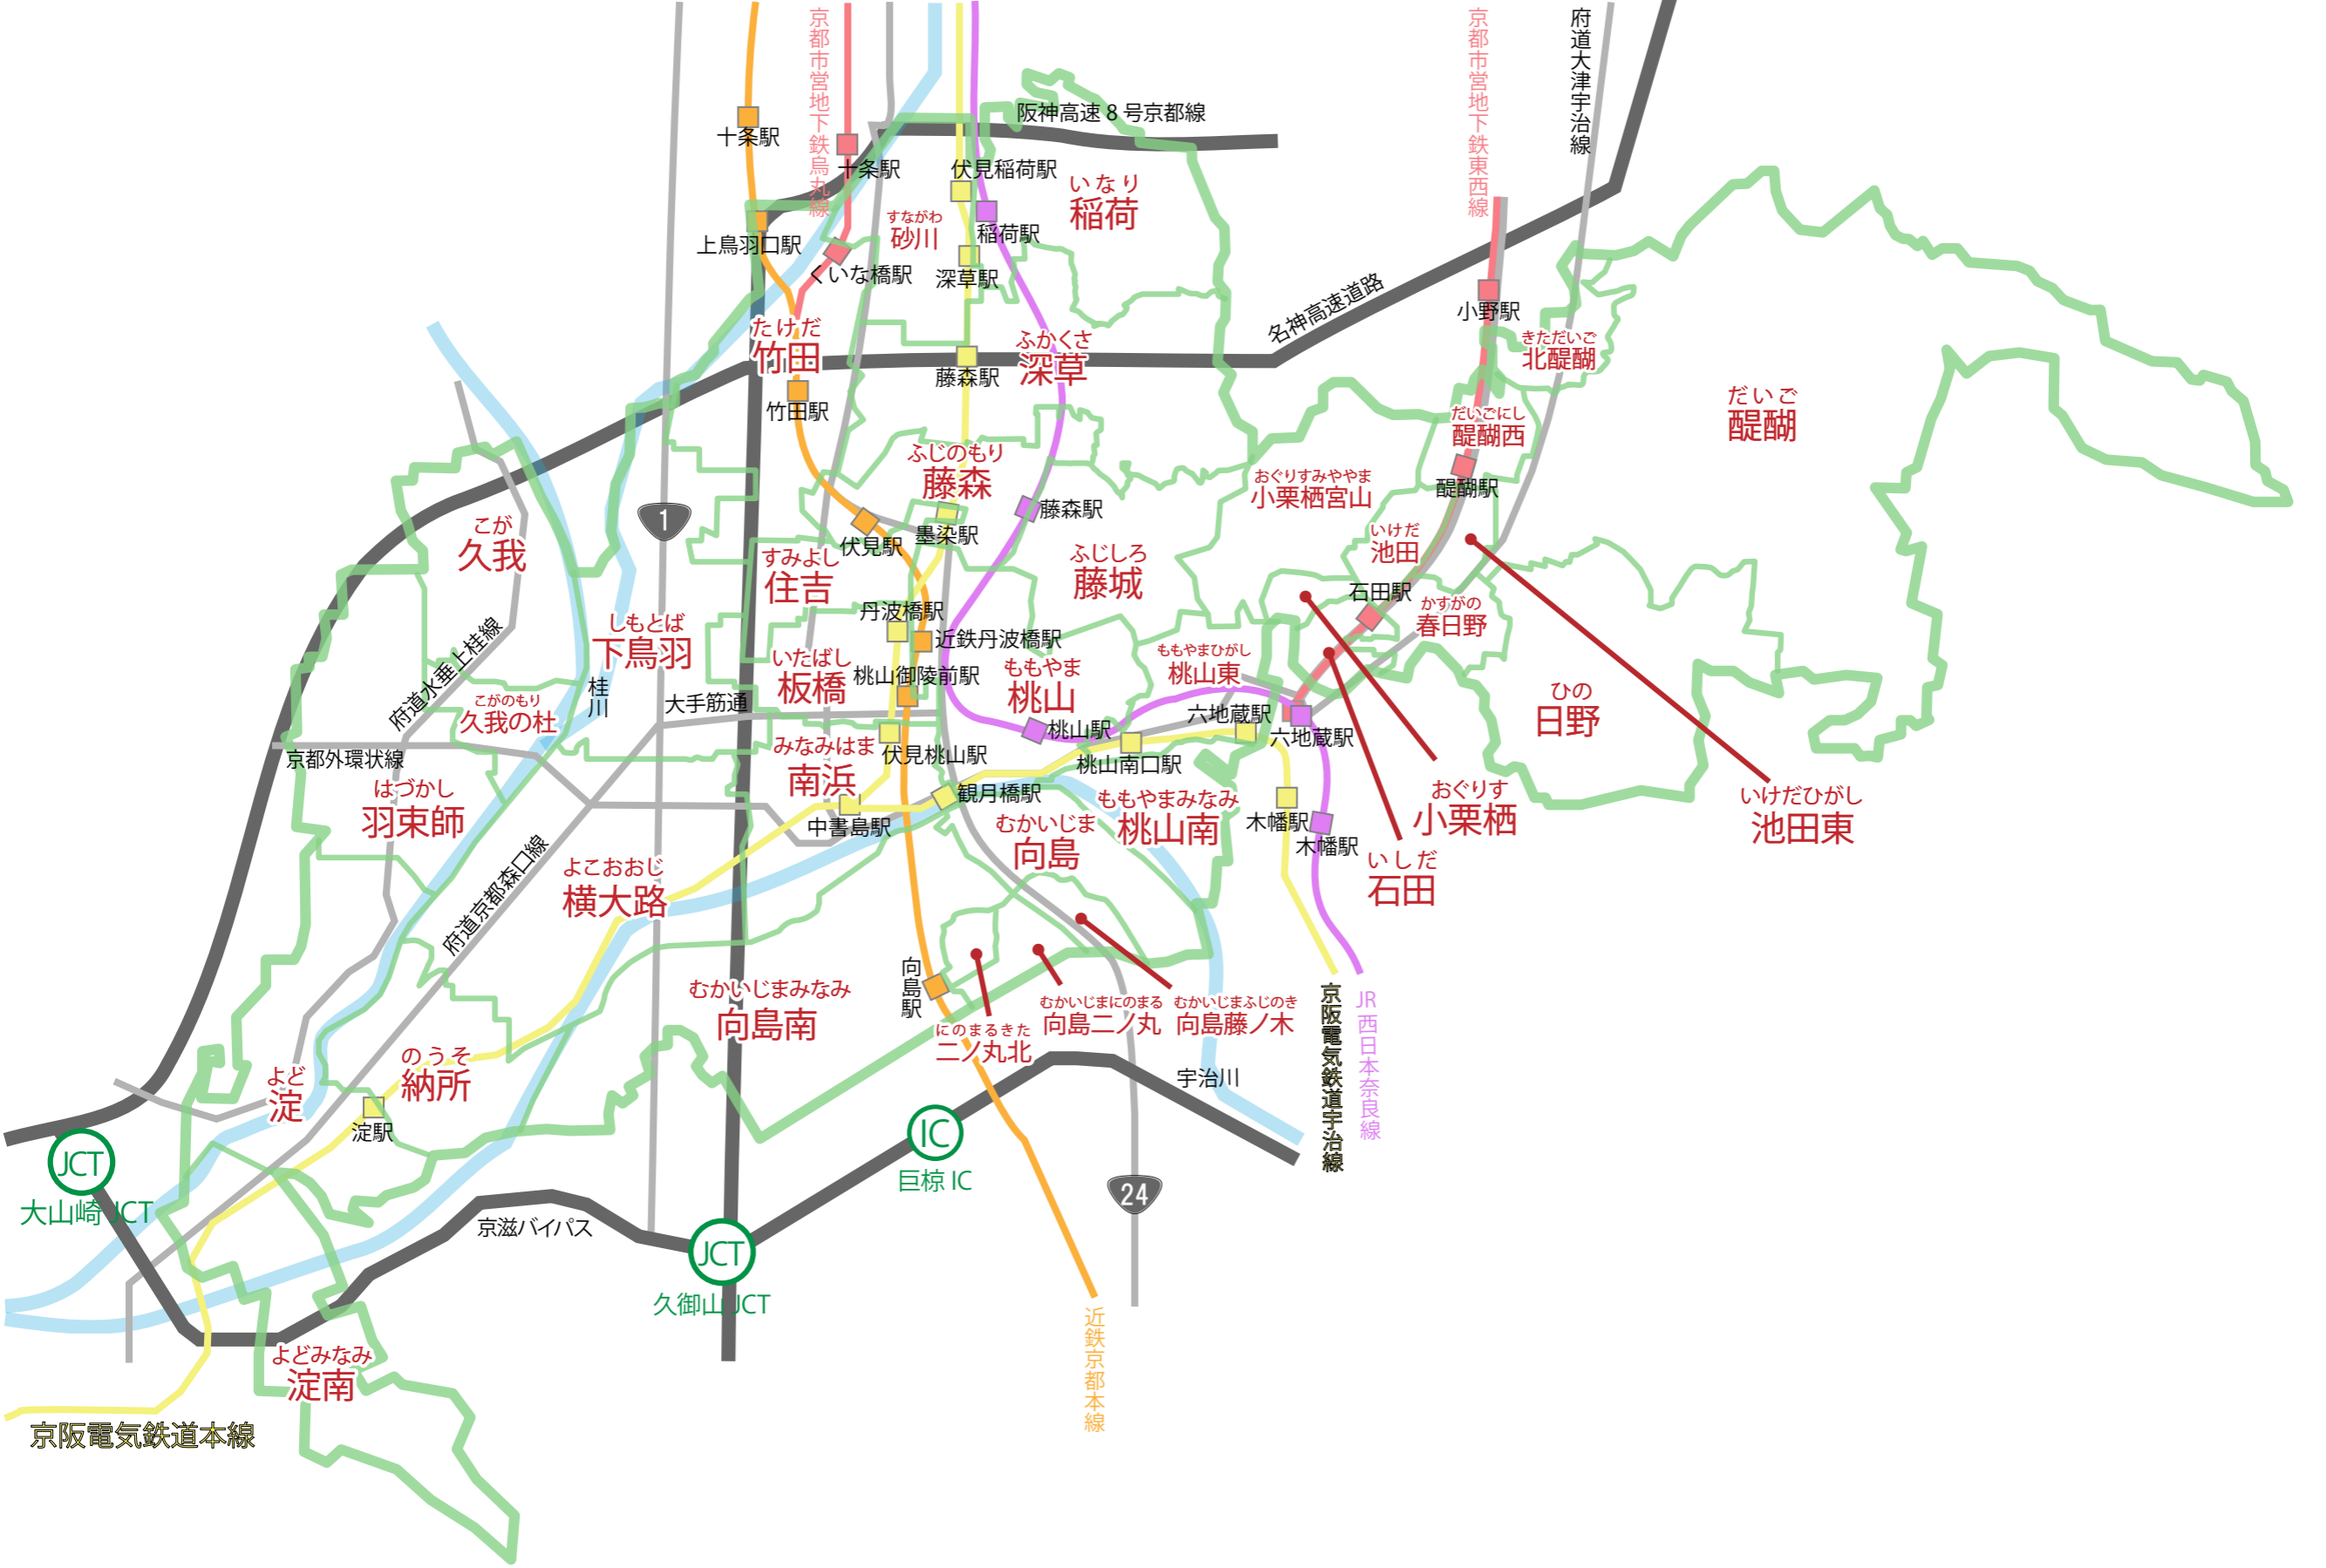 京都市営地下鉄烏丸線
京都市営地下鉄東西線
府道大津宇治線
阪神高速 8 号京都線
十条駅
十条駅
伏見稲荷駅
いなり
稲荷
すながわ
砂川
稲荷駅
上鳥羽口駅
くいな橋駅
深草駅
名神高速道路
小野駅
たけだ
竹田
ふかくさ
深草
きただいご
北醍醐
藤森駅
竹田駅
だいご
醍醐
だいごにし
醍醐西
ふじのもり
藤森
おぐりすみややま
小栗栖宮山
醍醐駅
1
こが
久我
藤森駅
伏見駅
墨染駅
いけだ
池田
すみよし
住吉
ふじしろ
藤城
石田駅
丹波橋駅
近鉄丹波橋駅
かすがの
春日野
しもとば
下鳥羽
府道水垂上桂線
いたばし
板橋
桃山御陵前駅
ももやま
桃山
ももやまひがし
桃山東
こがのもり
久我の杜
桂川
大手筋通
桃山駅
六地蔵駅
六地蔵駅
ひの
日野
京都外環状線
みなみはま
南浜
伏見桃山駅
桃山南口駅
はづかし
羽束師
中書島駅
観月橋駅
ももやまみなみ
桃山南
木幡駅
木幡駅
おぐりす
小栗栖
いけだひがし
池田東
むかいじま
向島
いしだ
石田
よこおおじ
横大路
府道京都森口線
むかいじまみなみ
向島南
向島駅
にのまるきた
二ノ丸北
むかいじまにのまる
向島二ノ丸
むかいじまふじのき
向島藤ノ木
京阪電気鉄道宇治線
JR 西日本奈良線
のうそ
納所
よど
淀
淀駅
宇治川
JCT
大山崎 JCT
IC
巨椋 IC
24
京滋バイパス
JCT
久御山 JCT
近鉄京都本線
よどみなみ
淀南
京阪電気鉄道本線